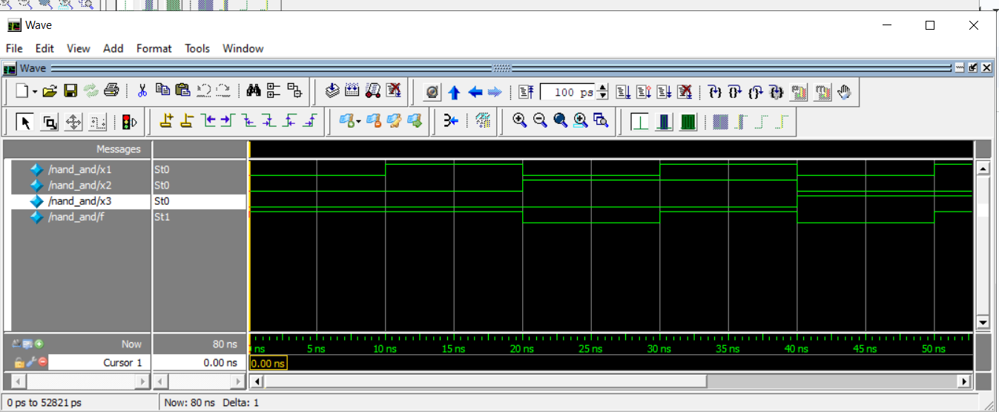 Wave
File Edit View Add Format Tools Window
Wave
100 ps
Messages
/nand_and/x1 St0
/nand_and/x2 St0
/nand_and/x3 St0
/nand_and/f St1
Now 80 ns
ns 5 ns 10 ns 15 ns 20 ns 25 ns 30 ns 35 ns 40 ns 45 ns 50 ns
Cursor 1 0.00 ns 0.00 ns
0 ps to 52821 ps Now: 80 ns Delta: 1